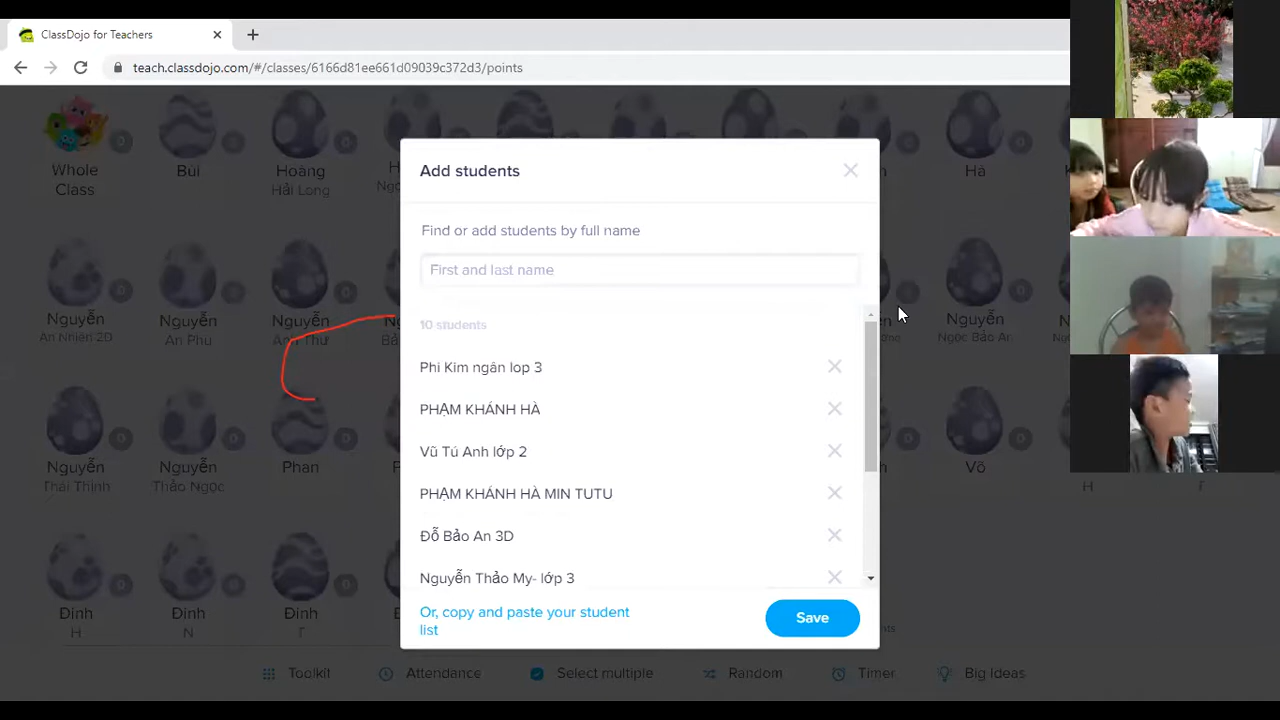 ClassDojo for Teachers
teach.classdojo.com/#/classes/6166d81ee661d09039c372d3/points
Whole
Class
Bùi
Hoàng
Hải Long
Hà
Add students
Find or add students by full name
First and last name
10 students
Phi Kim ngân lop 3
PHẠM KHÁNH HÀ
Vũ Tú Anh lớp 2
PHẠM KHÁNH HÀ MIN TUTU
Đỗ Bảo An 3D
Nguyễn Thảo My- lớp 3
Or, copy and paste your student
list
Save
Nguyễn
An Nhiên 2D
Nguyễn
An Phú
Nguyễn
Anh Thư
Nguyễn
Ngọc Bảo An
Nguyễn
Thái Thịnh
Nguyễn
Thảo Ngọc
Phan
Võ
H
T
Đinh
H
Đinh
N
Đinh
T
Toolkit
Attendance
Select multiple
Random
Timer
Big Ideas